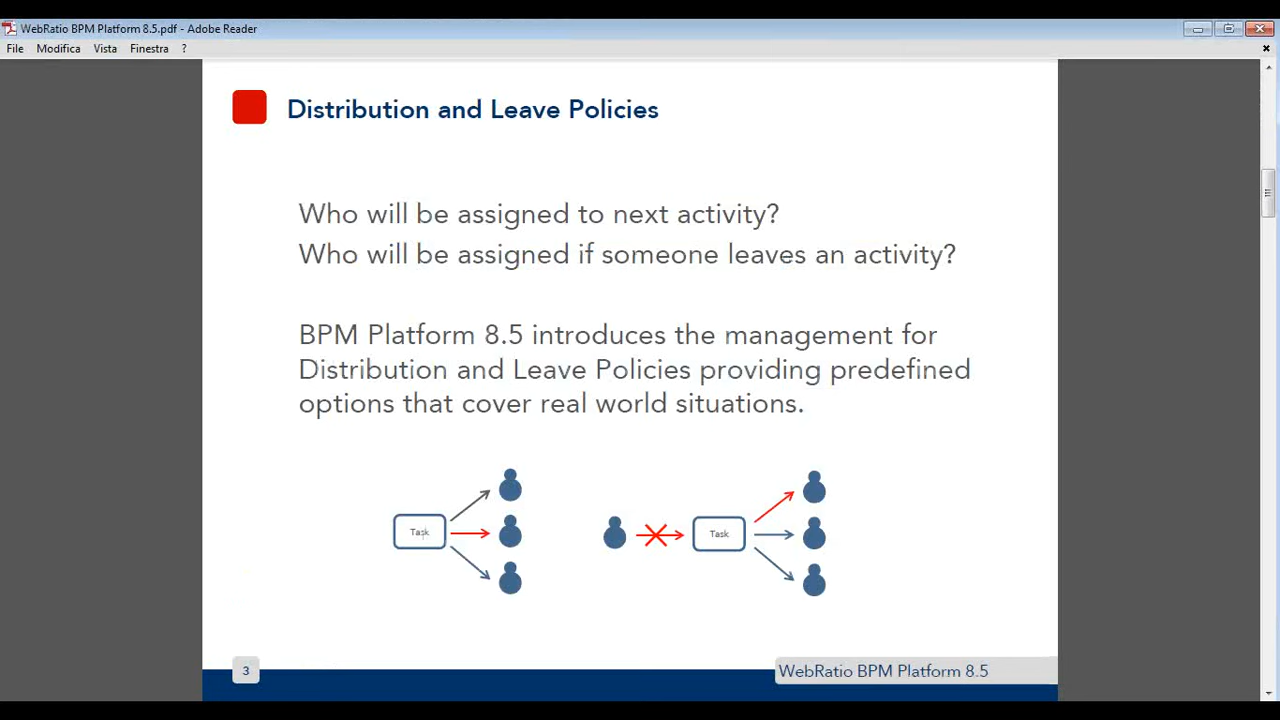 WebRatio BPM Platform 8.5.pdf - Adobe Reader
File Modifica Vista Finestra ?
Distribution and Leave Policies
Who will be assigned to next activity?
Who will be assigned if someone leaves an activity?
BPM Platform 8.5 introduces the management for
Distribution and Leave Policies providing predefined
options that cover real world situations.
Task
Task
3
WebRatio BPM Platform 8.5